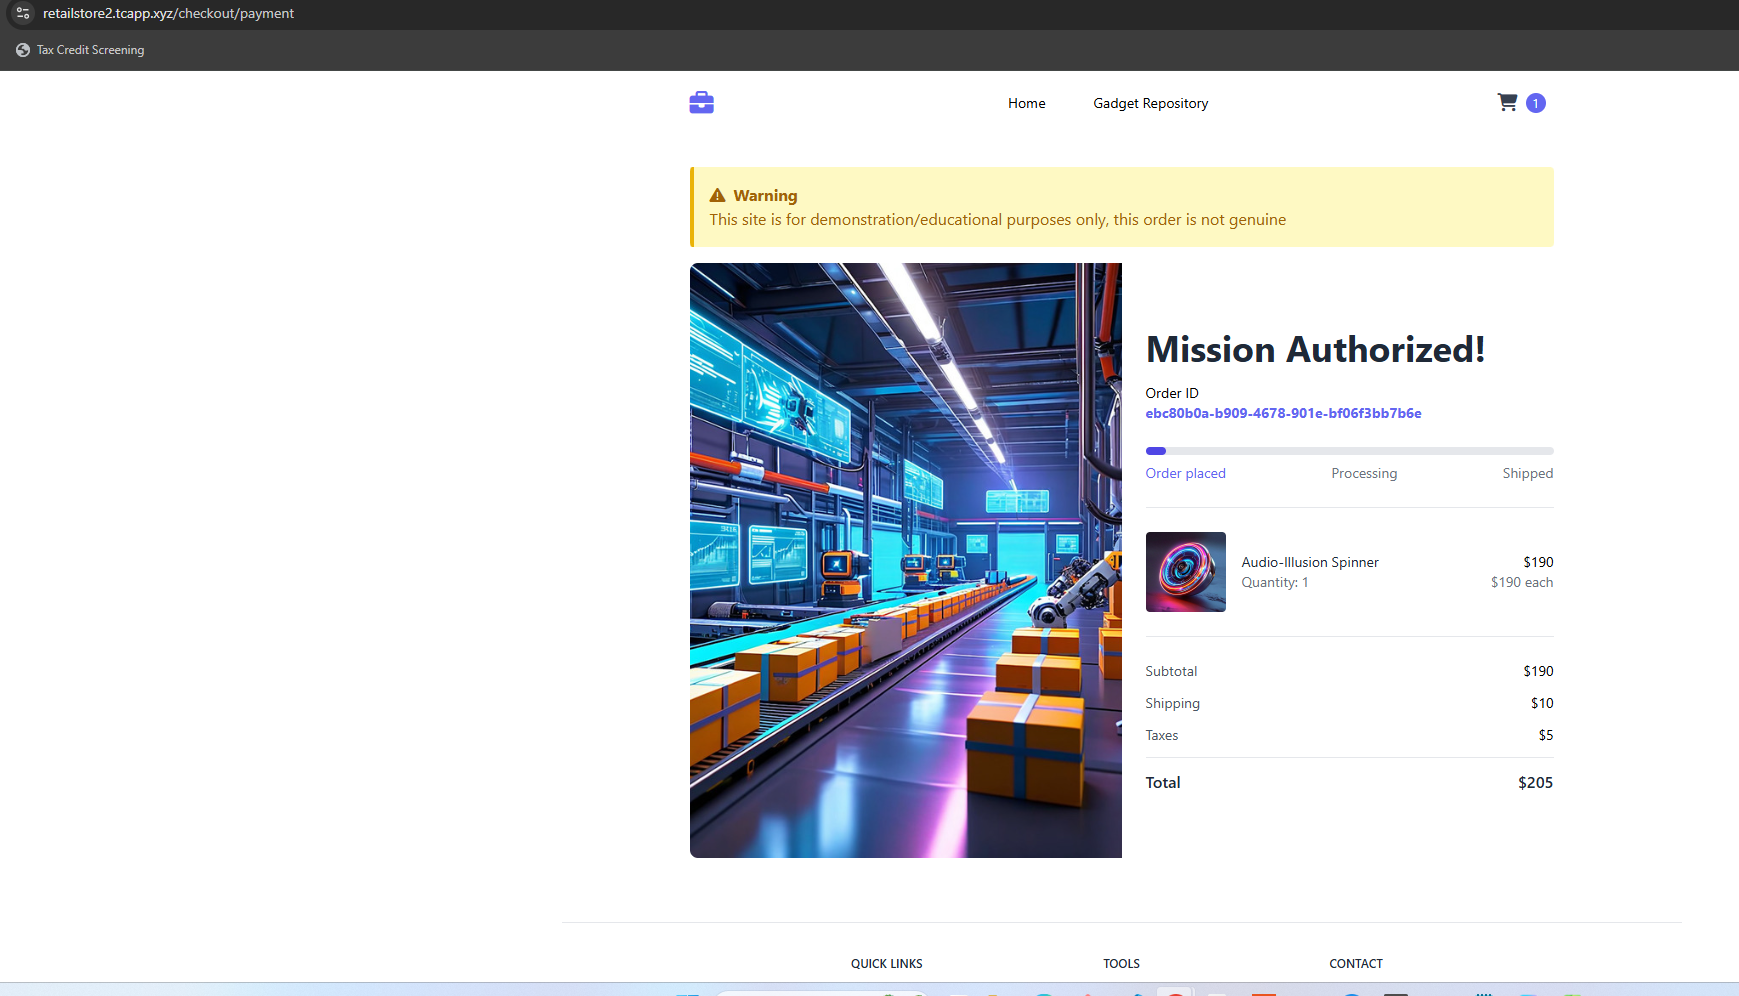 retailstore2.tcapp.xyz/checkout/payment
Tax Credit Screening
Home Gadget Repository 1
Warning
This site is for demonstration/educational purposes only, this order is not genuine
Mission Authorized!
Order ID
ebc80b0a-b909-4678-901e-bf06f3bb7b6e
Order placed Processing Shipped
Audio-Illusion Spinner $190
Quantity: 1 $190 each
Subtotal $190
Shipping $10
Taxes $5
Total $205
QUICK LINKS TOOLS CONTACT